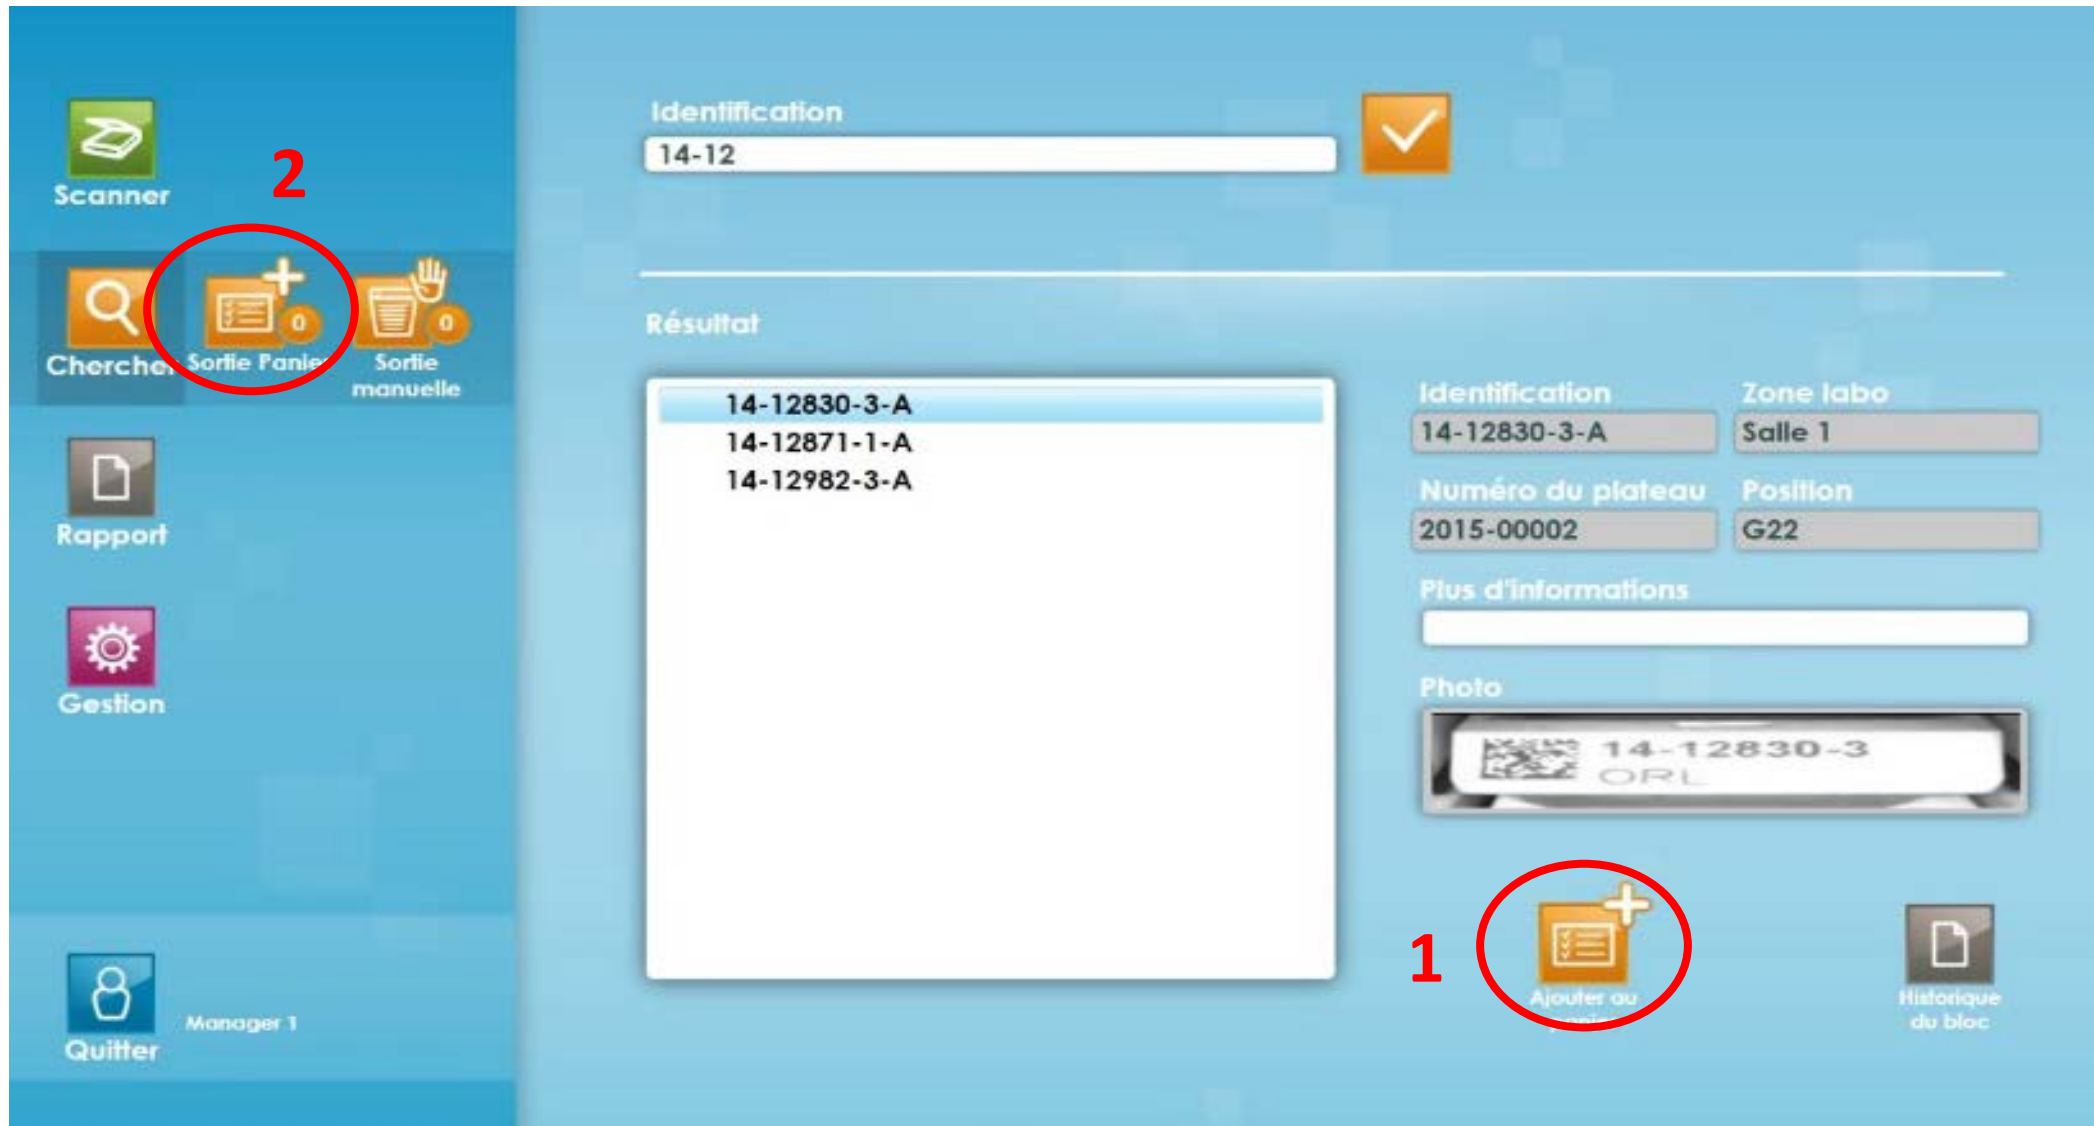 Scanner
2
Chercher
Sortie Panier
0
Sortie
manuelle
0
Rapport
Gestion
Quitter
Manager 1
Identification
14-12
Résultat
14-12830-3-A
14-12871-1-A
14-12982-3-A
Identification
Zone labo
14-12830-3-A
Salle 1
Numéro du plateau
Position
2015-00002
G22
Plus d'informations
Photo
14-12830-3
ORL
1
Ajouter au
panier
Historique
du bloc